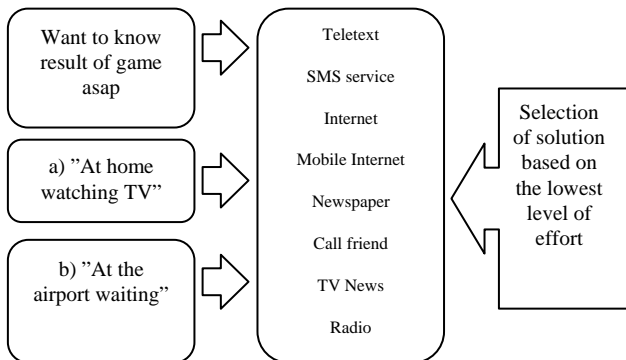 Want to know
result of game
asap
a) ”At home
watching TV”
b) ”At the
airport waiting”
Teletext
SMS service
Internet
Mobile Internet
Newspaper
Call friend
TV News
Radio
Selection
of solution
based on
the lowest
level of
effort